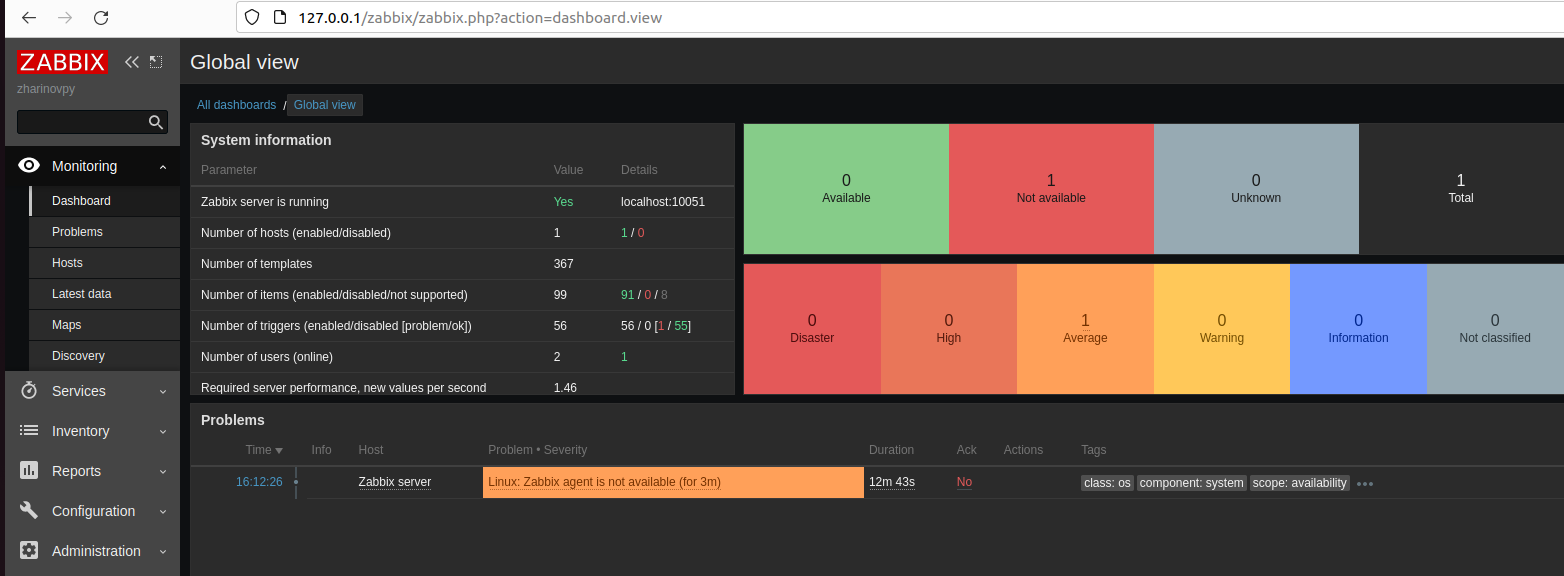 127.0.0.1/zabbix/zabbix.php?action=dashboard.view
ZABBIX
zharinovpy
Monitoring
Dashboard
Problems
Hosts
Latest data
Maps
Discovery
Services
Inventory
Reports
Configuration
Administration
Global view
All dashboards / Global view
System information
Parameter Value Details
Zabbix server is running Yes localhost:10051
Number of hosts (enabled/disabled) 1 1 / 0
Number of templates 367
Number of items (enabled/disabled/not supported) 99 91 / 0 / 8
Number of triggers (enabled/disabled [problem/ok]) 56 56 / 0 [1 / 55]
Number of users (online) 2 1
Required server performance, new values per second 1.46
0 1 0 1
Available Not available Unknown Total
0 0 1 0 0 0
Disaster High Average Warning Information Not classified
Problems
Time Info Host Problem • Severity Duration Ack Actions Tags
16:12:26 Zabbix server Linux: Zabbix agent is not available (for 3m) 12m 43s No class: os component: system scope: availability •••